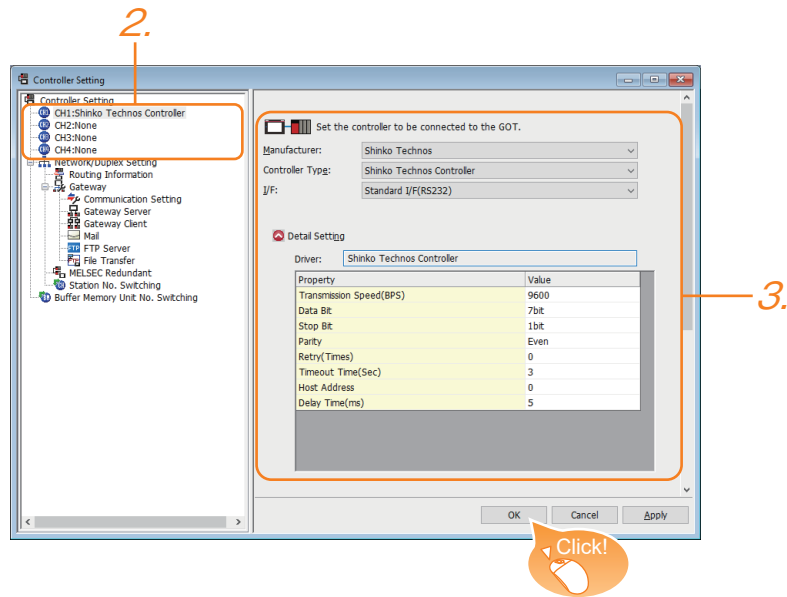 2.
Controller Setting
Controller Setting
CH1:Shinko Technos Controller
CH2:None
CH3:None
CH4:None
Network/Duplex Setting
Routing Information
Gateway
Communication Setting
Gateway Server
Gateway Client
Mail
FTP FTP Server
File Transfer
MELSEC Redundant
Station No. Switching
Buffer Memory Unit No. Switching
Set the controller to be connected to the GOT.
Manufacturer: Shinko Technos
Controller Type: Shinko Technos Controller
I/F: Standard I/F(RS232)
Detail Setting
Driver: Shinko Technos Controller
Property Value
Transmission Speed(BPS) 9600
Data Bit 7bit
Stop Bit 1bit
Parity Even
Retry(Times) 0
Timeout Time(Sec) 3
Host Address 0
Delay Time(ms) 5
3.
OK Cancel Apply
Click!